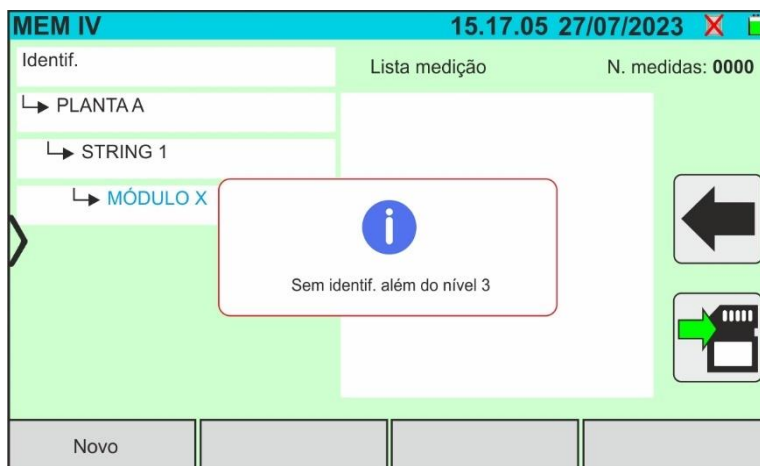 MEM IV 15.17.05 27/07/2023
Identif.
Lista medição N. medidas: 0000
PLANTA A
STRING 1
MÓDULO X
Sem identif. além do nível 3
Novo